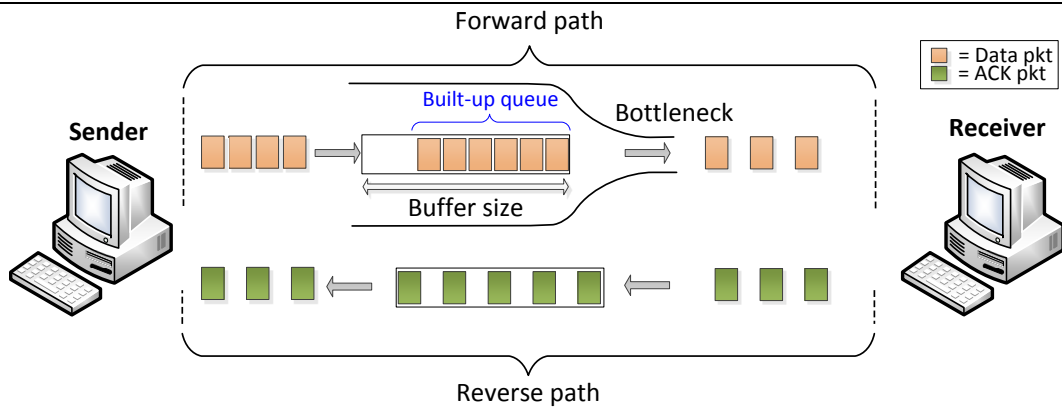 Forward path
= Data pkt
= ACK pkt
Built-up queue
Bottleneck
Sender
Receiver
Buffer size
Reverse path